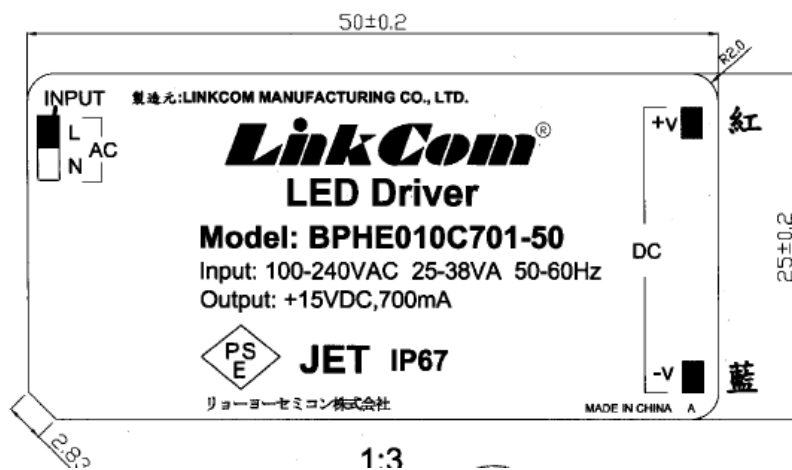 50±0.2
R2.0
INPUT 製造元:LINKCOM MANUFACTURING CO., LTD.
L
AC
N
LinkCom®
+V 紅
LED Driver
Model: BPHE010C701-50
DC
25±0.2
Input: 100-240VAC 25-38VA 50-60Hz
Output: +15VDC,700mA
PS
E
JET IP67
-V 藍
リョーヨーセミコン株式会社
MADE IN CHINA A
2.83
1:3